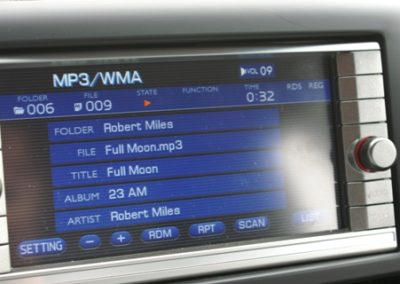 MP3/WMA VOL 09
FOLDER FILE STATE FUNCTION TIME RDS REG
006 009 0:32
FOLDER Robert Miles
FILE Full Moon.mp3
TITLE Full Moon
ALBUM 23 AM
ARTIST Robert Miles
SETTING - + RDM RPT SCAN LIST